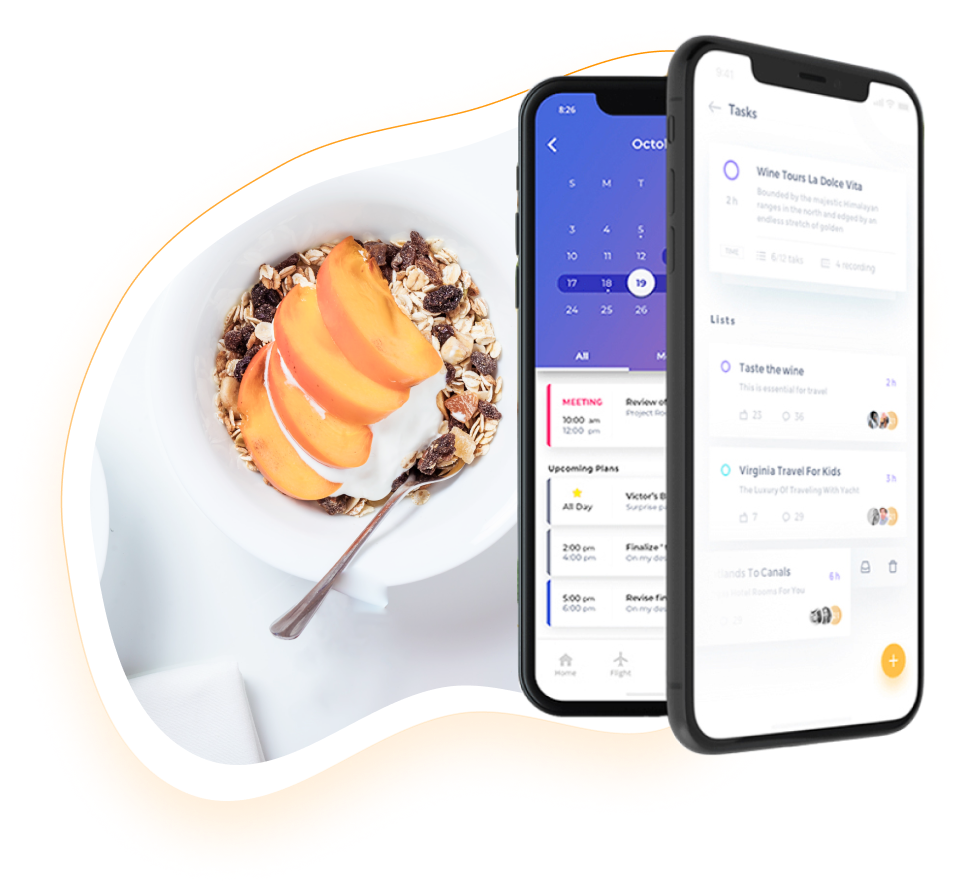 8:26
Octo
S M T
3 4 5
10 11 12
17 18 19
24 25 26
All M
MEETING
10:00 am
12:00 pm
Review of
Project Ro
Upcoming Plans
All Day
Victor's B
Surprise pa
2:00 pm
4:00 pm
Finalize "t
On my des
5:00 pm
6:00 pm
Revise fin
On my des
Home Flight
9:41
← Tasks
Wine Tours La Dolce Vita
2 h
Bounded by the majestic Himalayan
ranges in the north and edged by an
endless stretch of golden
6/12 taks 4 recording
Lists
Taste the wine
2 h
This is essential for travel
23 36
Virginia Travel For Kids
3 h
The Luxury Of Traveling With Yacht
7 29
lands To Canals
6 h
Rooms For You
+